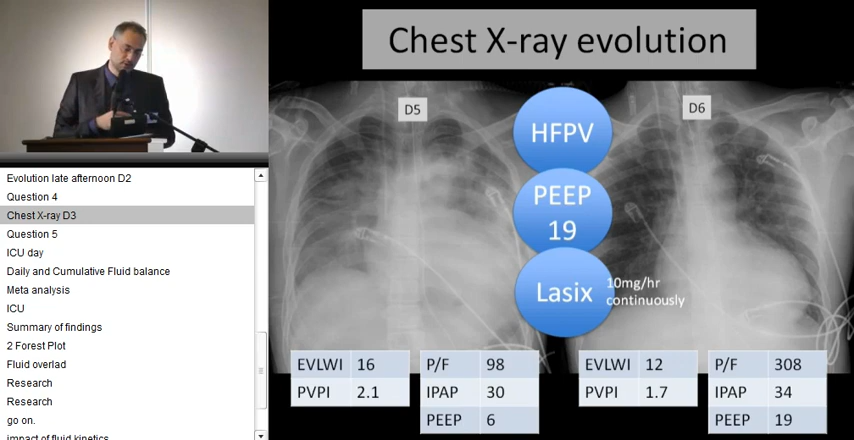 Chest X-ray evolution
D5
D6
HFPV
PEEP
19
Lasix
10mg/hr
continuously
EVLWI 16
PVPI 2.1
P/F 98
IPAP 30
PEEP 6
EVLWI 12
PVPI 1.7
P/F 308
IPAP 34
PEEP 19
Evolution late afternoon D2
Question 4
Chest X-ray D3
Question 5
ICU day
Daily and Cumulative Fluid balance
Meta analysis
ICU
Summary of findings
2 Forest Plot
Fluid overlad
Research
Research
go on.
impact of fluid kinetics